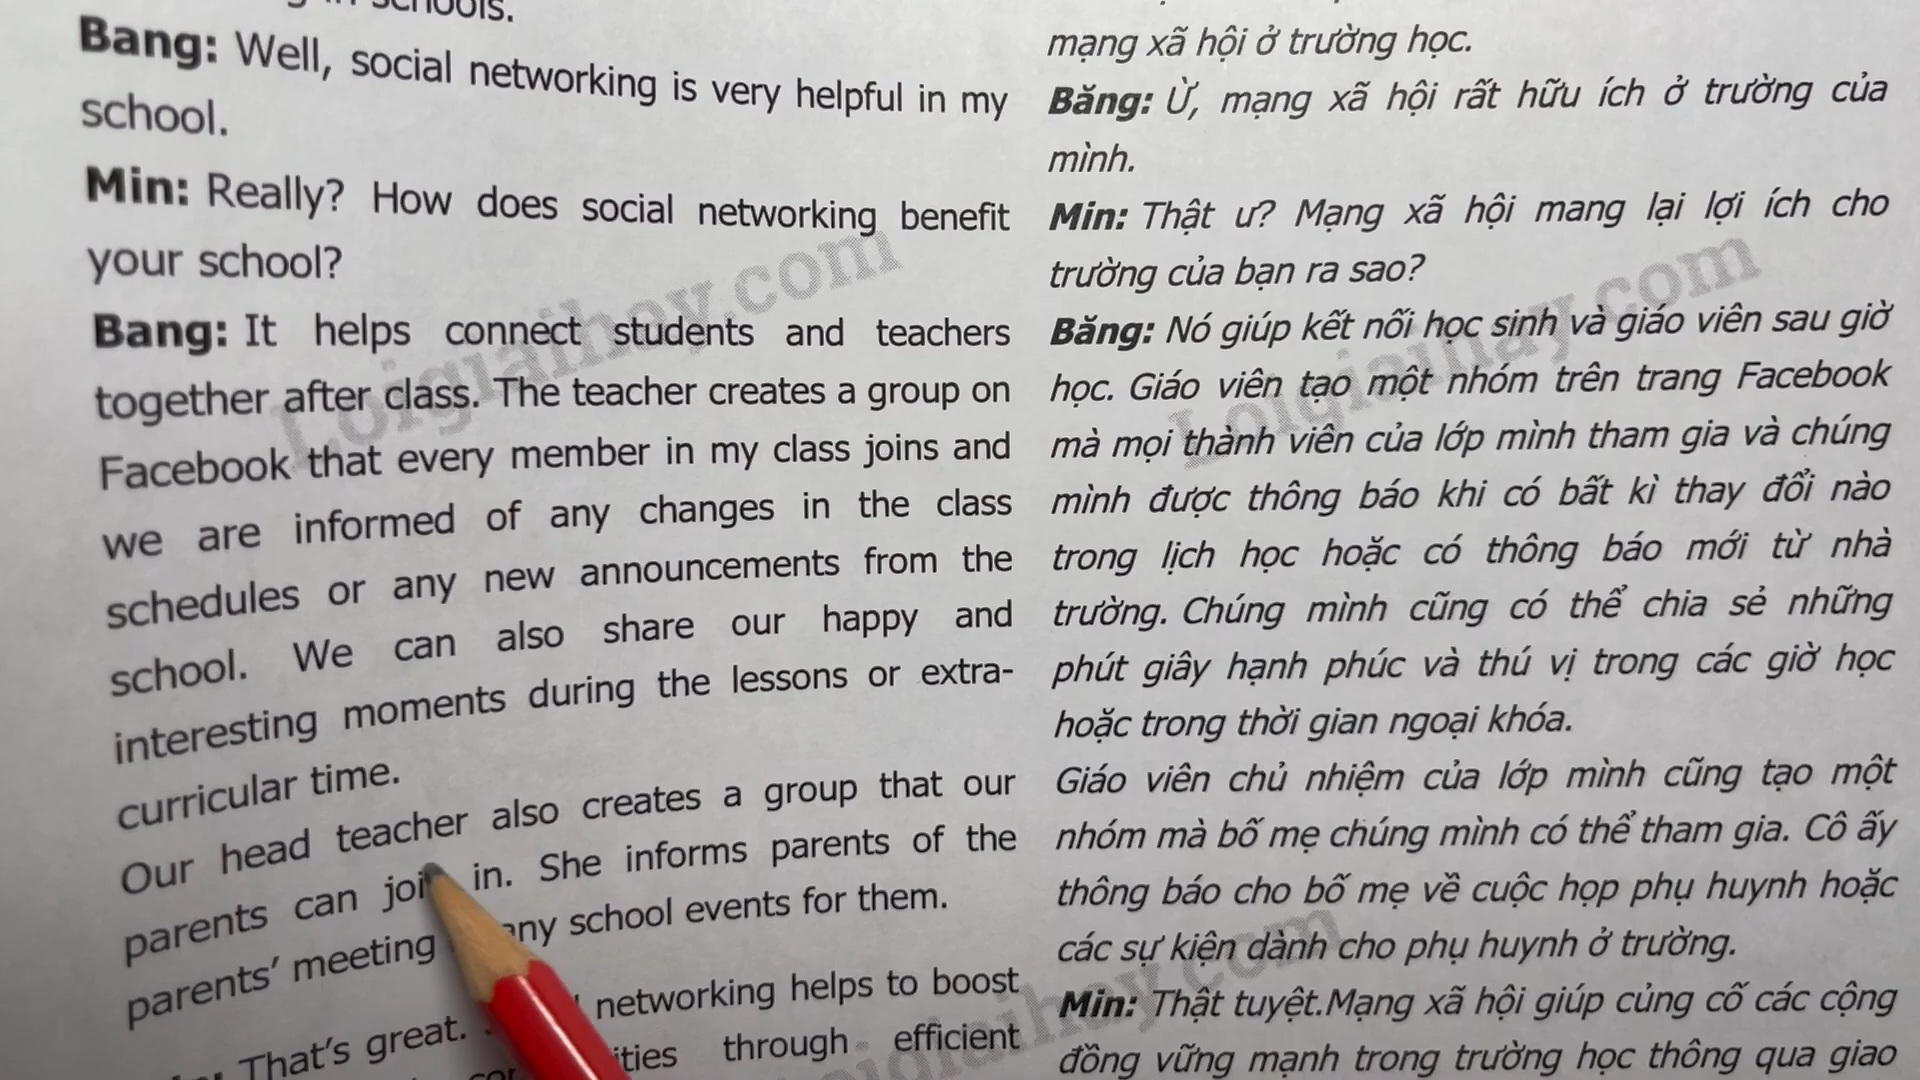 in schools.
Bang: Well, social networking is very helpful in my
school.
Min: Really? How does social networking benefit
your school?
Bang: It helps connect students and teachers
together after class. The teacher creates a group on
Facebook that every member in my class joins and
we are informed of any changes in the class
schedules or any new announcements from the
school. We can also share our happy and
interesting moments during the lessons or extra-
curricular time.
Our head teacher also creates a group that our
parents can joi in. She informs parents of the
parents' meeting any school events for them.
That's great. networking helps to boost
ities through efficient
mạng xã hội ở trường học.
Băng: Ừ, mạng xã hội rất hữu ích ở trường của
mình.
Min: Thật ư? Mạng xã hội mang lại lợi ích cho
trường của bạn ra sao?
Băng: Nó giúp kết nối học sinh và giáo viên sau giờ
học. Giáo viên tạo một nhóm trên trang Facebook
mà mọi thành viên của lớp mình tham gia và chúng
mình được thông báo khi có bất kì thay đổi nào
trong lịch học hoặc có thông báo mới từ nhà
trường. Chúng mình cũng có thể chia sẻ những
phút giây hạnh phúc và thú vị trong các giờ học
hoặc trong thời gian ngoại khóa.
Giáo viên chủ nhiệm của lớp mình cũng tạo một
nhóm mà bố mẹ chúng mình có thể tham gia. Cô ấy
thông báo cho bố mẹ về cuộc họp phụ huynh hoặc
các sự kiện dành cho phụ huynh ở trường.
Min: Thật tuyệt.Mạng xã hội giúp củng cố các cộng
đồng vững mạnh trong trường học thông qua giao
Loigiaihay.com
Loigiaihay.com
Loigiaihay.com